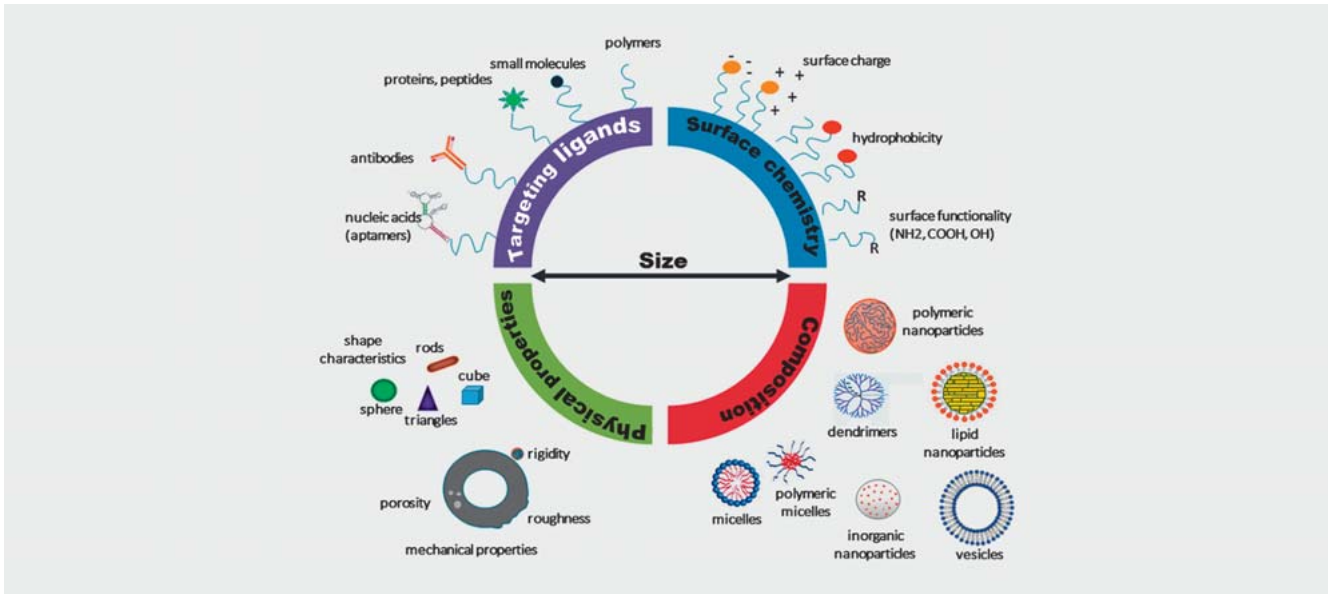 polymers
small molecules
proteins, peptides
antibodies
nucleic acids
(aptamers)
Targeting ligands
- - -
+ + + +
surface charge
hydrophobicity
R
surface functionality
(NH2, COOH, OH)
R
Surface chemistry
Size
Physical properties
shape
characteristics
rods
cube
sphere
triangles
rigidity
porosity
roughness
mechanical properties
Composition
polymeric
nanoparticles
dendrimers
lipid
nanoparticles
micelles
polymeric
micelles
inorganic
nanoparticles
vesicles